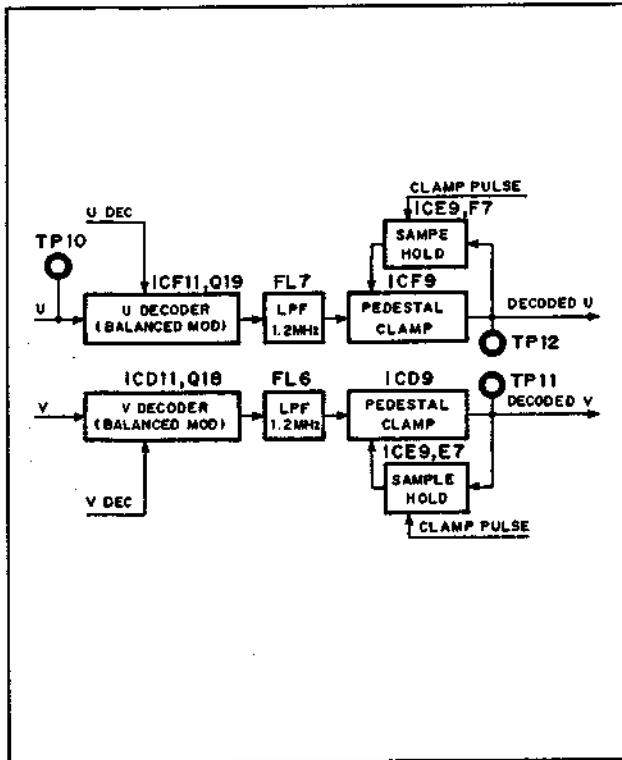 CLAMP PULSE
ICE9,F7
U DEC
SAMPE
HOLD
TP10
ICF11,Q19
FL7
ICF9
U
U DECODER
(BALANCED MOD)
LPF
1.2MHz
PEDESTAL
CLAMP
DECODED U
TP12
ICD11,Q18
FL6
ICD9
TP11
V
V DECODER
(BALANCED MOD)
LPF
1.2MHz
PEDESTAL
CLAMP
DECODED V
ICE9,E7
V DEC
SAMPLE
HOLD
CLAMP PULSE